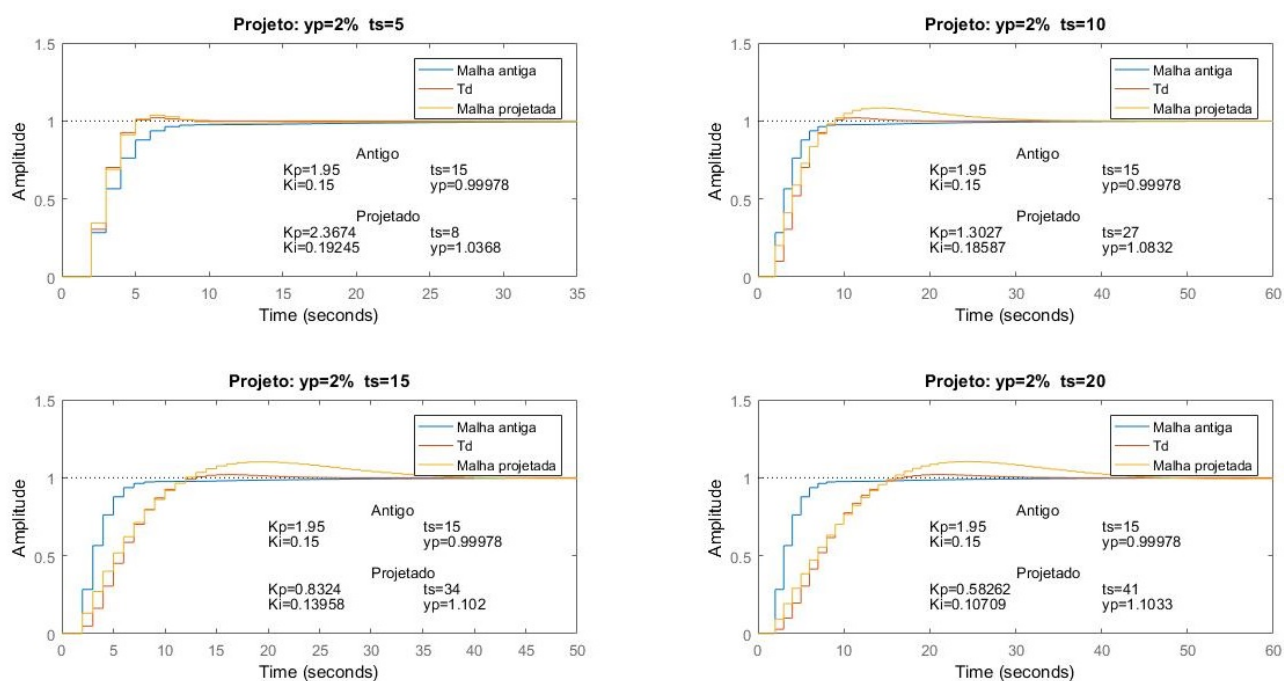 Projeto: yp=2% ts=5
1.5
1
0.5
0
Amplitude
Malha antiga
Td
Malha projetada
Antigo
Kp=1.95 ts=15
Ki=0.15 yp=0.99978
Projetado
Kp=2.3674 ts=8
Ki=0.19245 yp=1.0368
0 5 10 15 20 25 30 35
Time (seconds)
Projeto: yp=2% ts=10
1.5
1
0.5
0
Amplitude
Malha antiga
Td
Malha projetada
Antigo
Kp=1.95 ts=15
Ki=0.15 yp=0.99978
Projetado
Kp=1.3027 ts=27
Ki=0.18587 yp=1.0832
0 10 20 30 40 50 60
Time (seconds)
Projeto: yp=2% ts=15
1.5
1
0.5
0
Amplitude
Malha antiga
Td
Malha projetada
Antigo
Kp=1.95 ts=15
Ki=0.15 yp=0.99978
Projetado
Kp=0.8324 ts=34
Ki=0.13958 yp=1.102
0 5 10 15 20 25 30 35 40 45 50
Time (seconds)
Projeto: yp=2% ts=20
1.5
1
0.5
0
Amplitude
Malha antiga
Td
Malha projetada
Antigo
Kp=1.95 ts=15
Ki=0.15 yp=0.99978
Projetado
Kp=0.58262 ts=41
Ki=0.10709 yp=1.1033
0 10 20 30 40 50 60
Time (seconds)